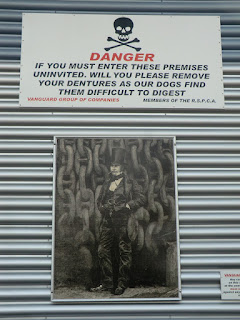 DANGER
IF YOU MUST ENTER THESE PREMISES
UNINVITED. WILL YOU PLEASE REMOVE
YOUR DENTURES AS OUR DOGS FIND
THEM DIFFICULT TO DIGEST
VANGUARD GROUP OF COMPANIES MEMBERS OF THE R.S.P.C.A.